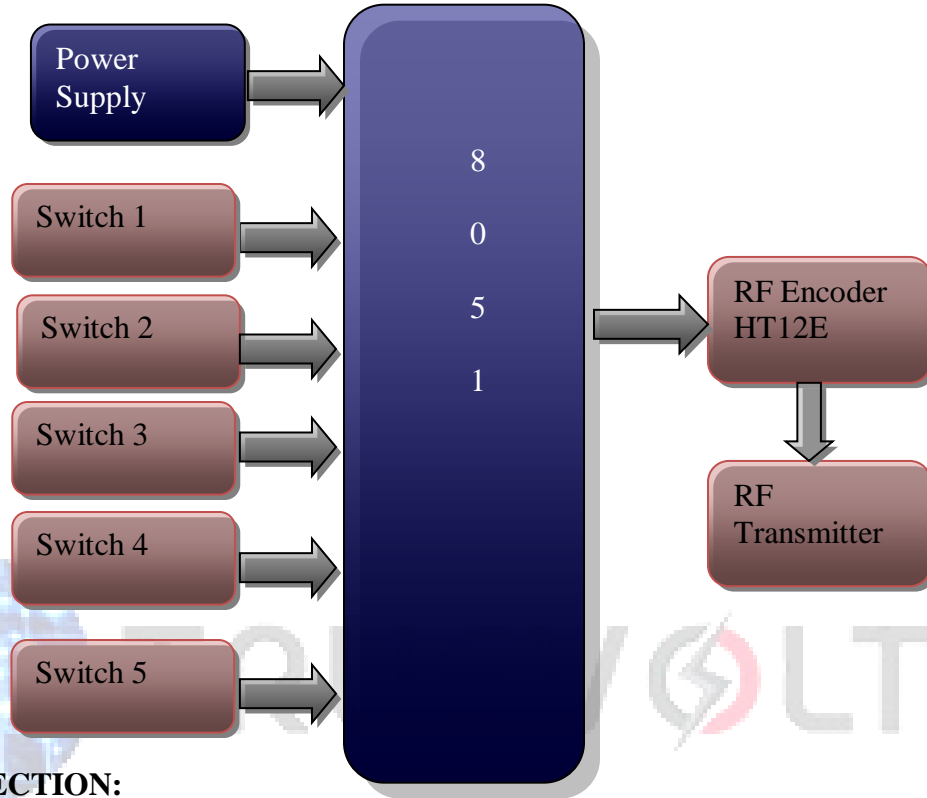 Power
Supply
Switch 1
Switch 2
Switch 3
Switch 4
Switch 5
8
0
5
1
RF Encoder
HT12E
RF
Transmitter
ECTION: